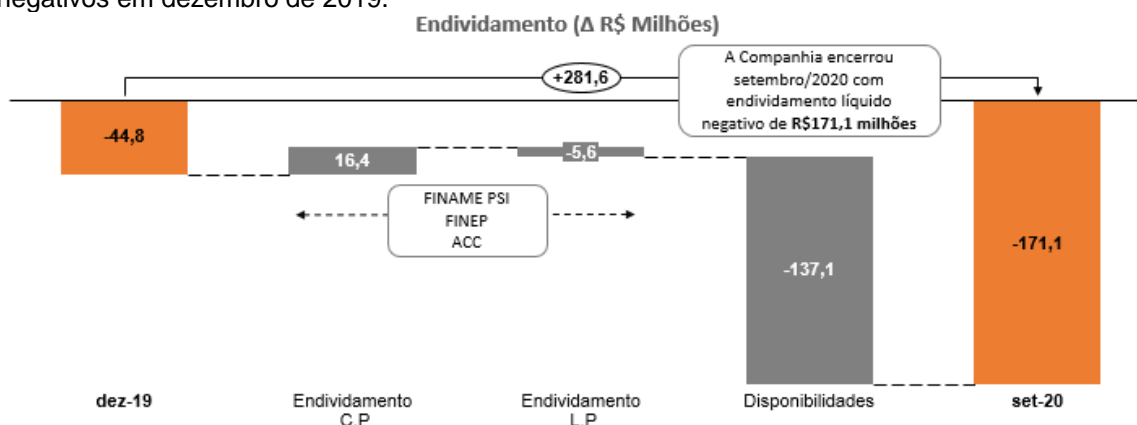 negativos em dezembro de 2019.
Endividamento (Δ R$ Milhões)
+281,6
A Companhia encerrou
setembro/2020 com
endividamento líquido
negativo de R$171,1 milhões
-44,8
16,4
-5,6
FINAME PSI
FINEP
ACC
-137,1
-171,1
dez-19
Endividamento
C.P
Endividamento
L.P
Disponibilidades
set-20